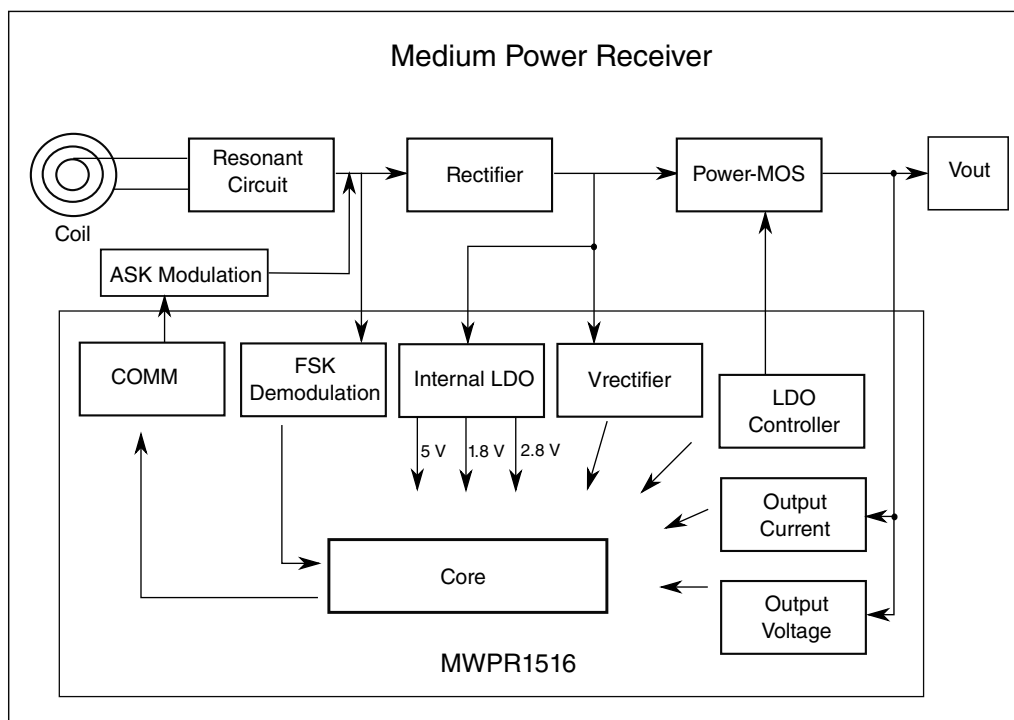 Medium Power Receiver
Coil
Resonant
Circuit
Rectifier
Power-MOS
Vout
ASK Modulation
COMM
FSK
Demodulation
Internal LDO
Vrectifier
LDO
Controller
5 V
1.8 V
2.8 V
Output
Current
Core
Output
Voltage
MWPR1516